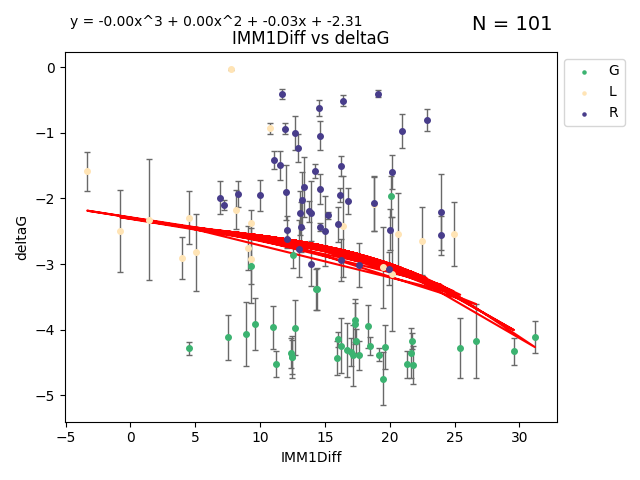 y = -0.00x^3 + 0.00x^2 + -0.03x + -2.31
N = 101
IMM1Diff vs deltaG
G
L
R
0
−1
−2
−3
−4
−5
deltaG
−5 0 5 10 15 20 25 30
IMM1Diff